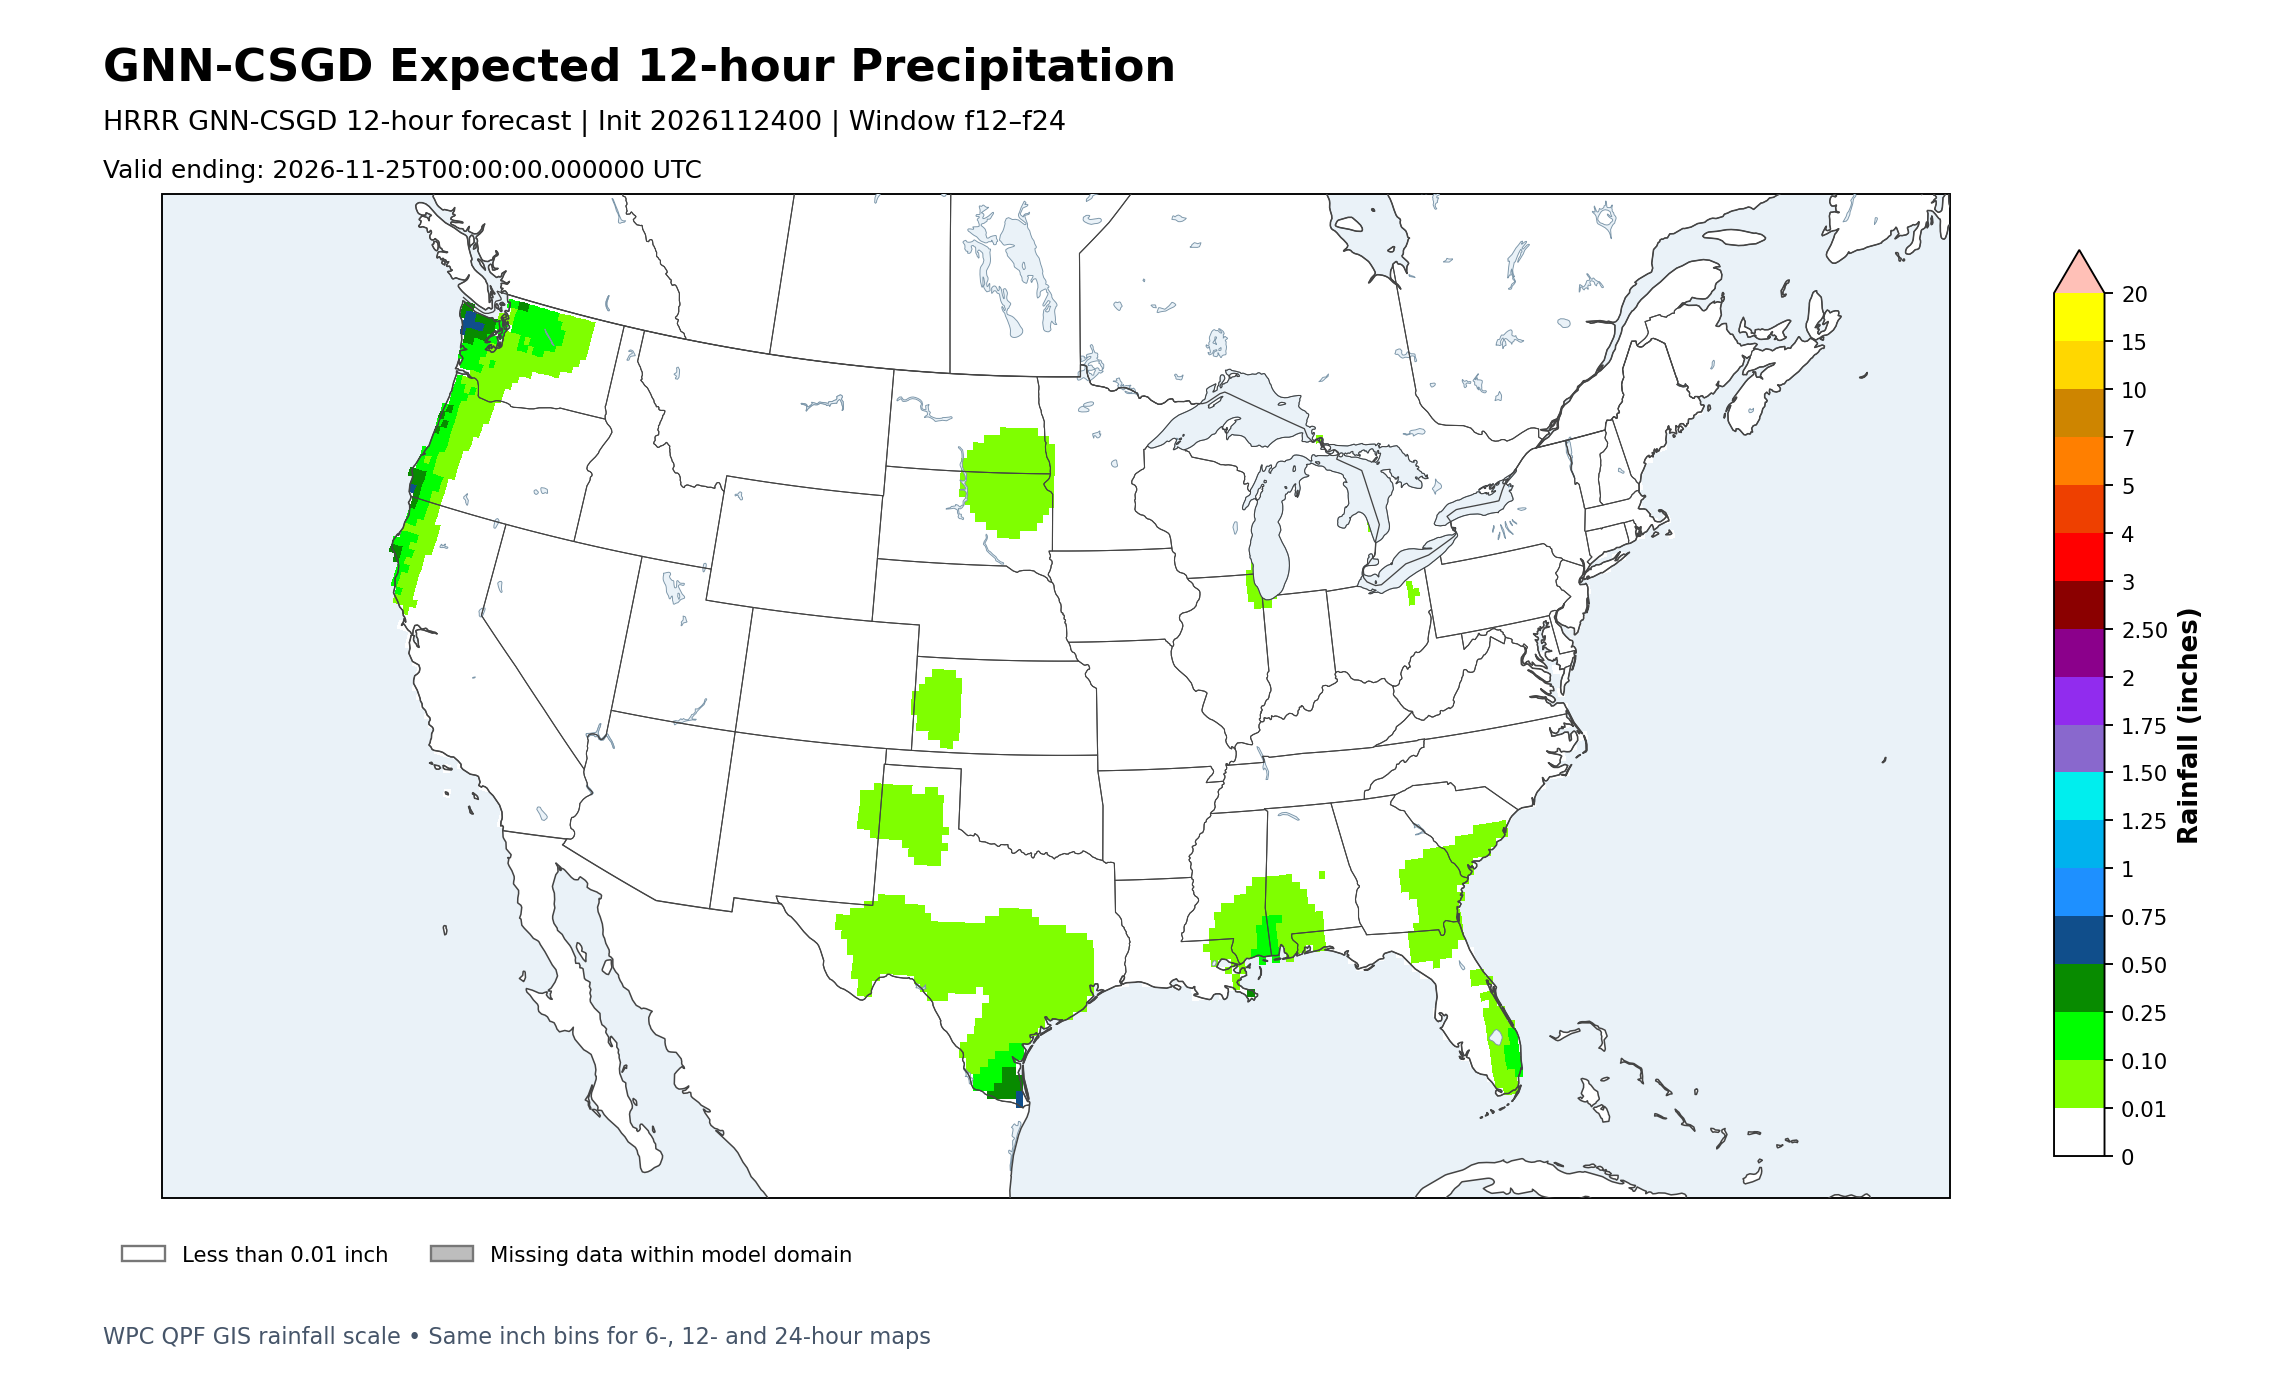 GNN-CSGD Expected 12-hour Precipitation
HRRR GNN-CSGD 12-hour forecast | Init 2026112400 | Window f12–f24
Valid ending: 2026-11-25T00:00:00.000000 UTC
20
15
10
7
5
4
3
2.50
2
1.75
1.50
1.25
1
0.75
0.50
0.25
0.10
0.01
0
Rainfall (inches)
Less than 0.01 inch
Missing data within model domain
WPC QPF GIS rainfall scale • Same inch bins for 6-, 12- and 24-hour maps